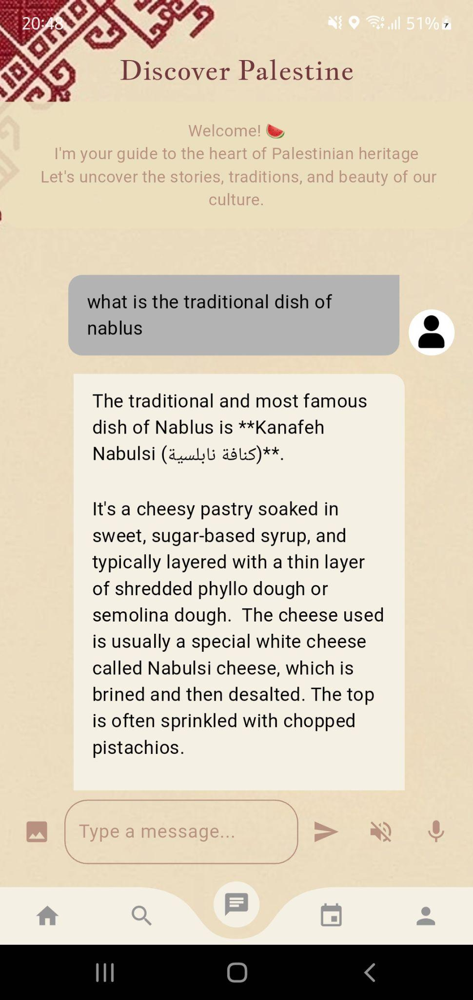 20:48
51%
Discover Palestine
Welcome! 🍉
I'm your guide to the heart of Palestinian heritage
Let's uncover the stories, traditions, and beauty of our
culture.
what is the traditional dish of
nablus
The traditional and most famous
dish of Nablus is **Kanafeh
Nabulsi (كنافة نابلسية)**.
It's a cheesy pastry soaked in
sweet, sugar-based syrup, and
typically layered with a thin layer
of shredded phyllo dough or
semolina dough.  The cheese used
is usually a special white cheese
called Nabulsi cheese, which is
brined and then desalted. The top
is often sprinkled with chopped
pistachios.
Type a message...